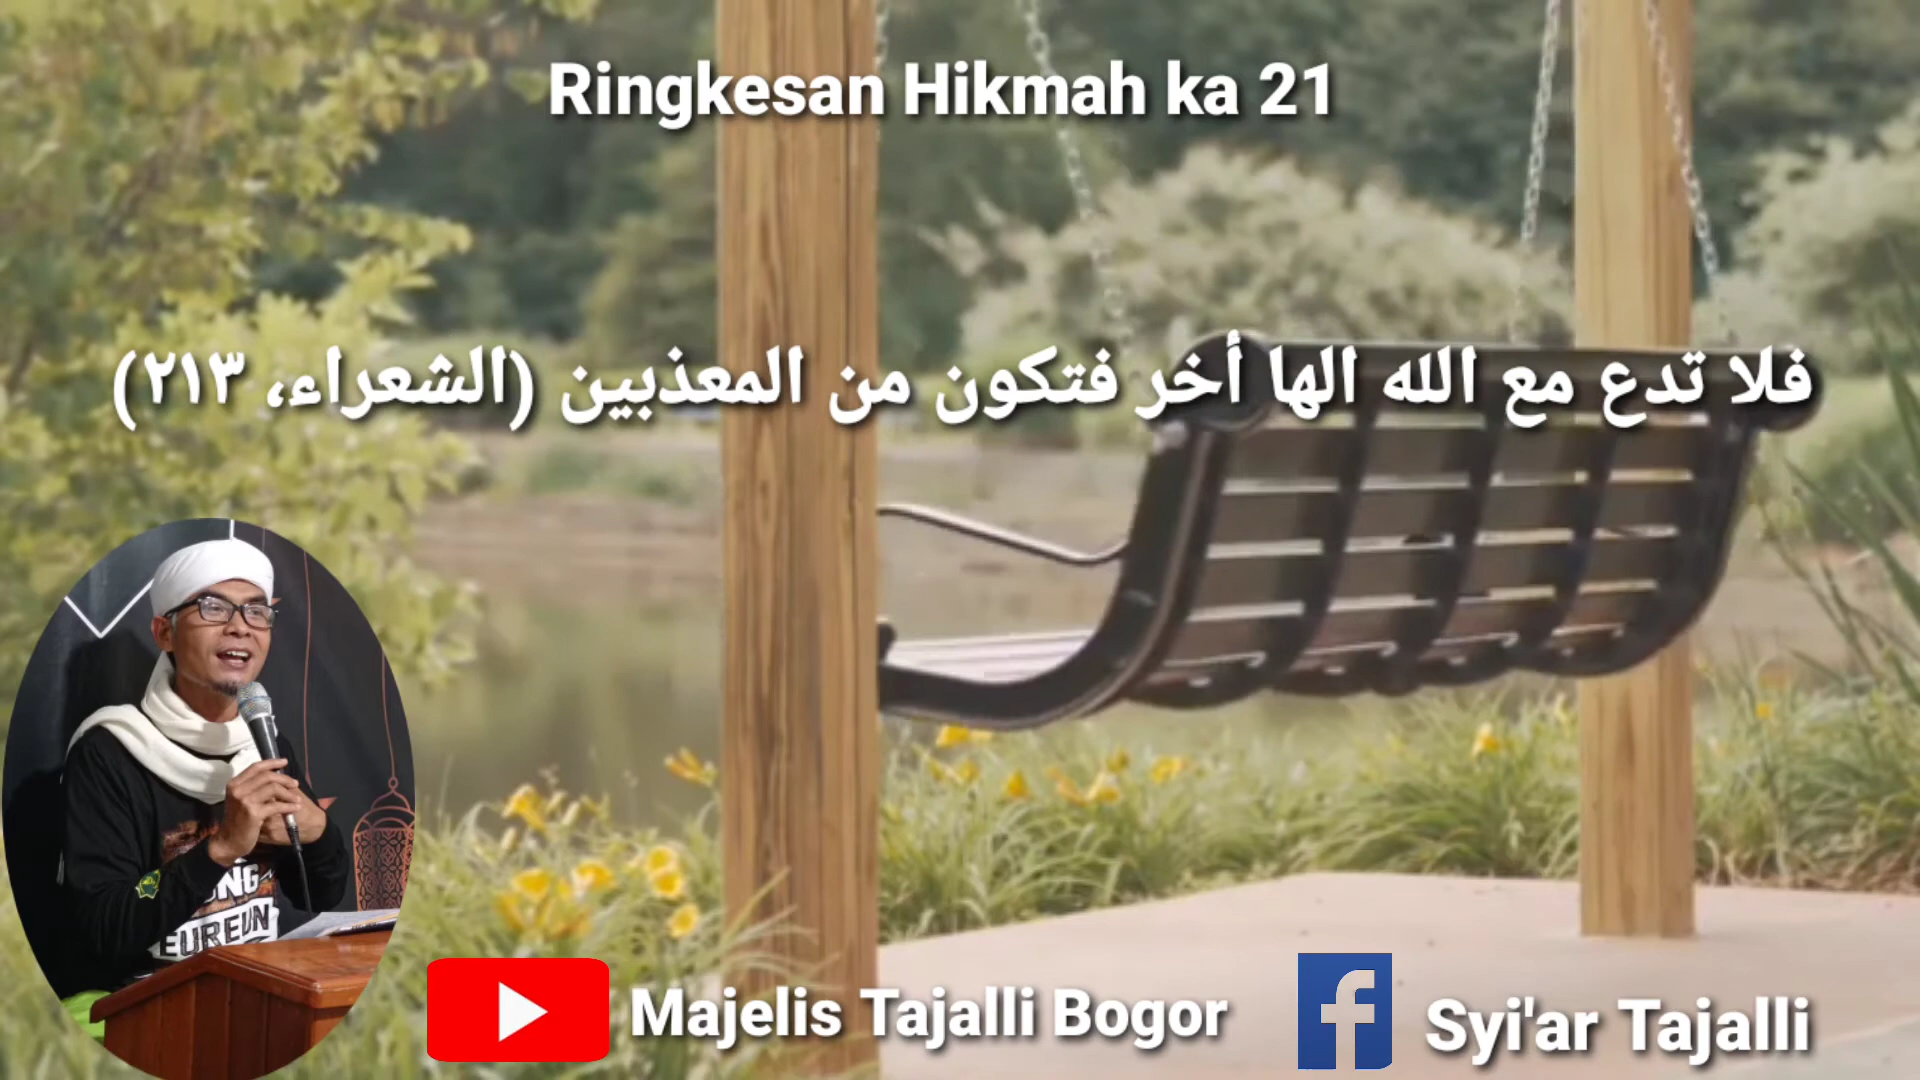 Ringkesan Hikmah ka 21
فلا تدع مع الله الها أخر فتكون من المعذبين (الشعراء، ٢١٣)
EUREUN
Majelis Tajalli Bogor
Syi'ar Tajalli